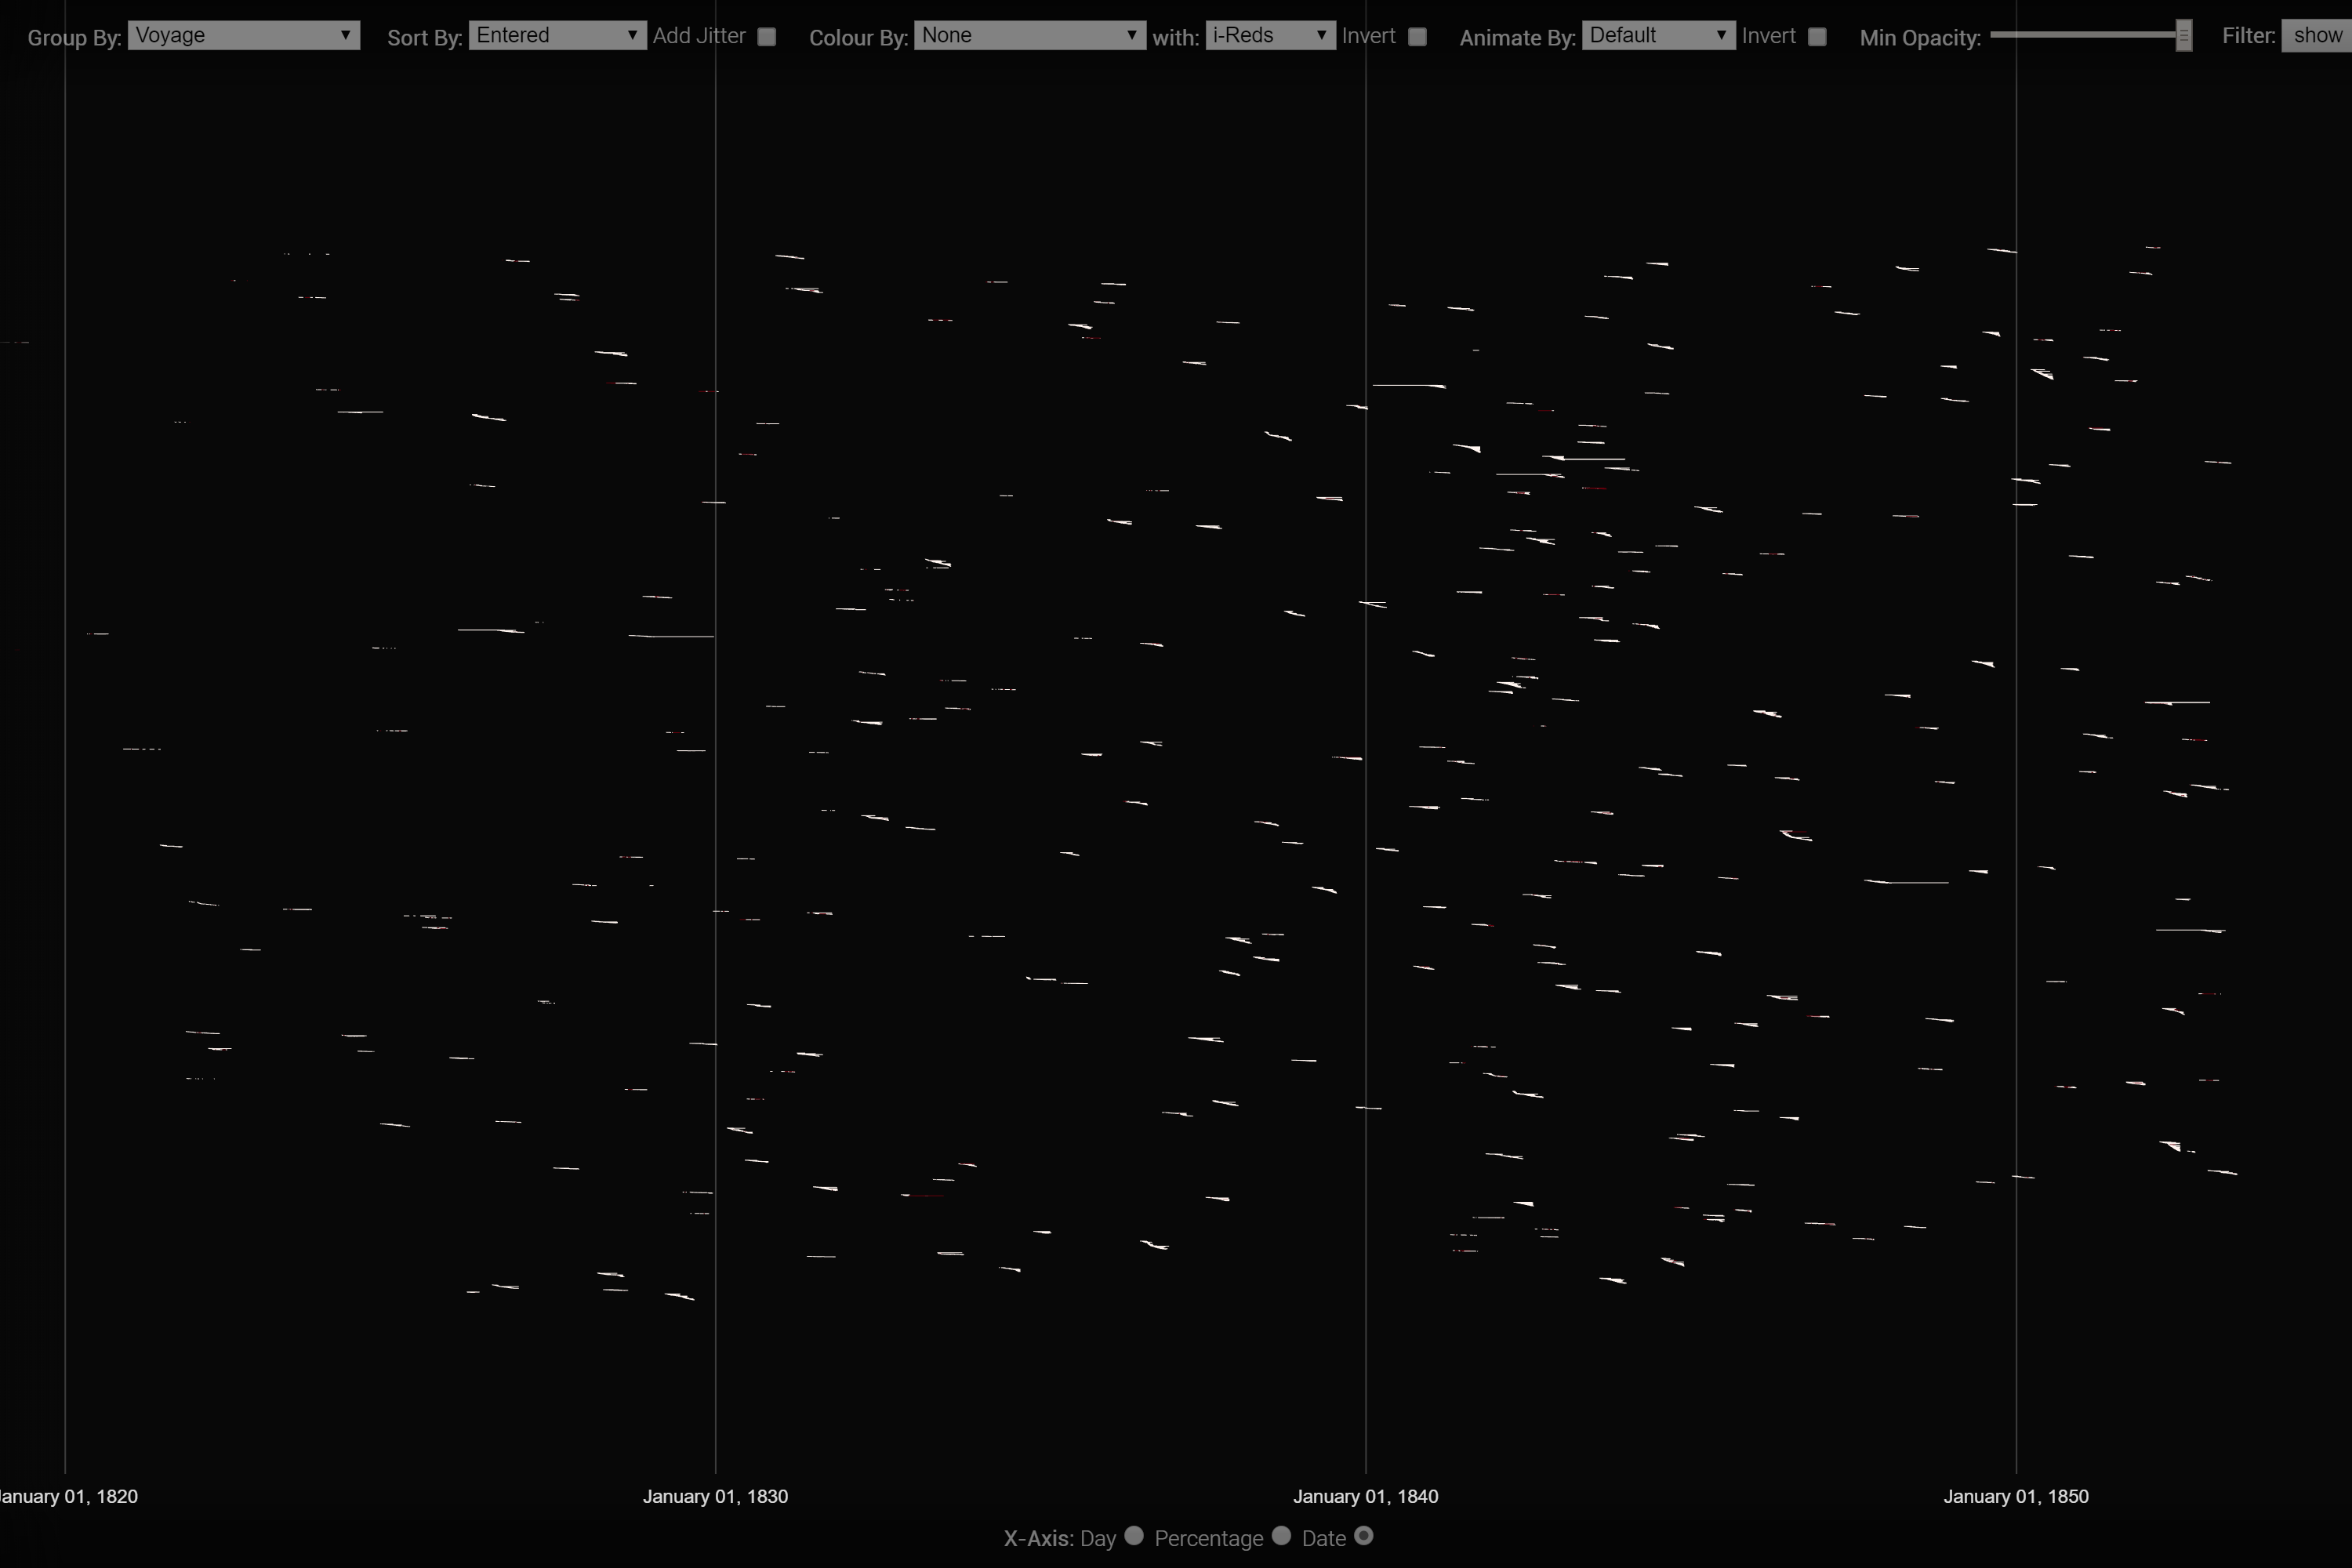 Group By: Voyage Sort By: Entered Add Jitter Colour By: None with: i-Reds Invert Animate By: Default Invert Min Opacity: Filter: show
January 01, 1820 January 01, 1830 January 01, 1840 January 01, 1850
X-Axis: Day Percentage Date